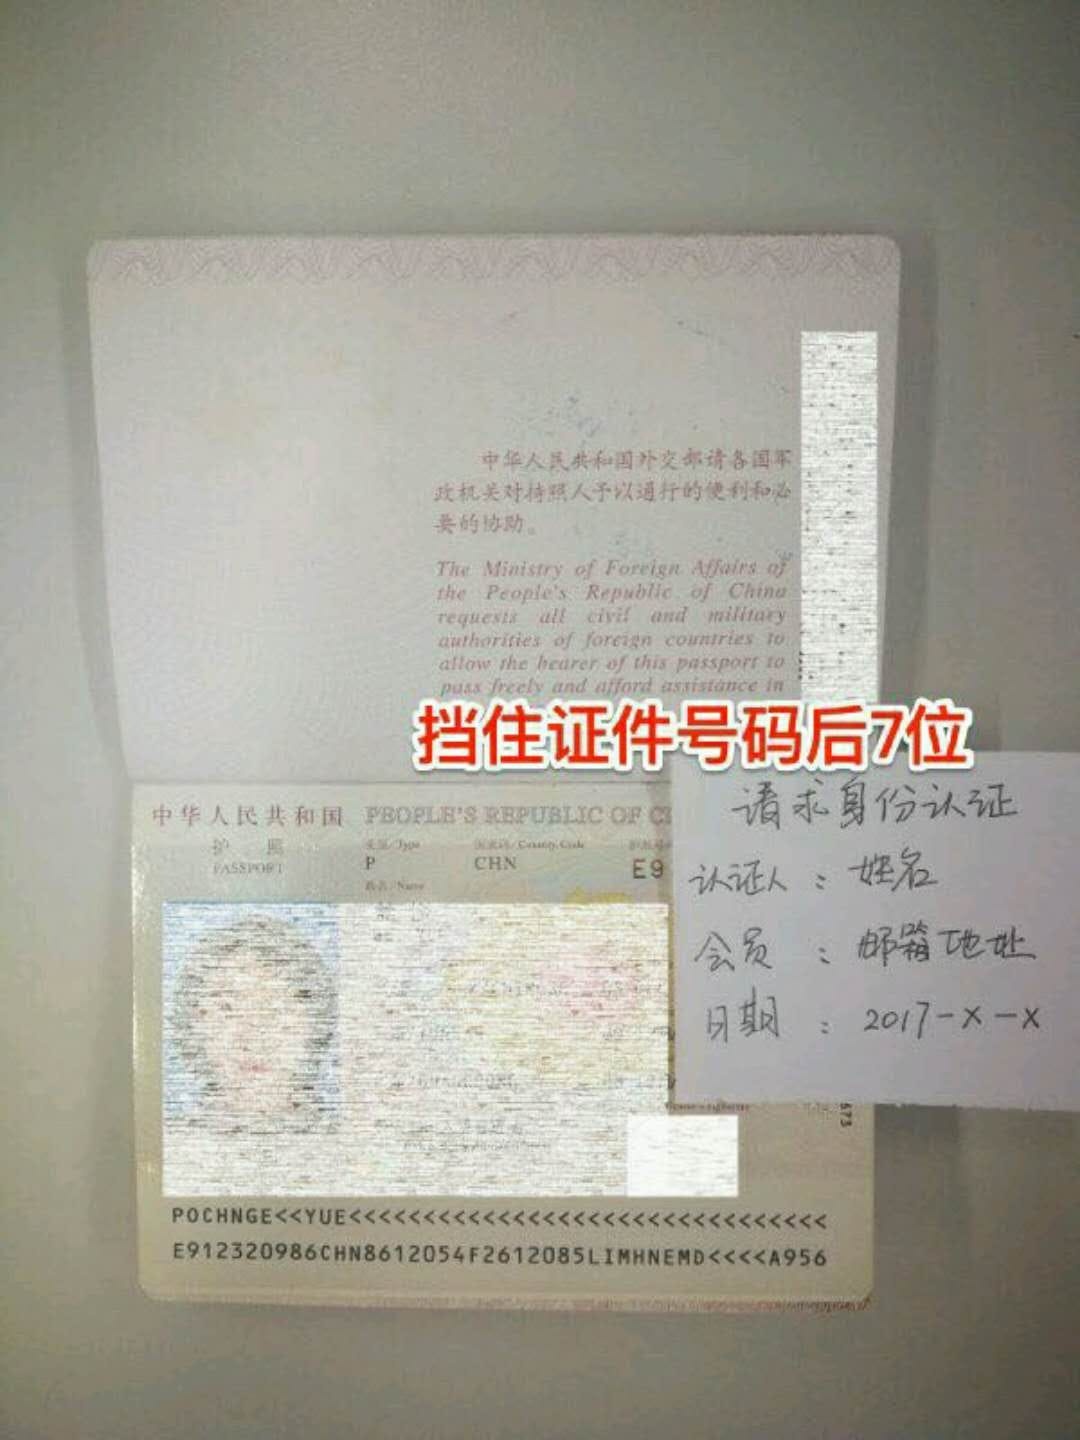 中华人民共和国外交部请各国军
政机关对持照人予以通行的便利和必
要的协助。
The Ministry of Foreign Affairs of
the People's Republic of China
requests all civil and military
authorities of foreign countries to
allow the bearer of this passport to
pass freely and afford assistance in
挡住证件号码后7位
请求身份认证
认证人：姓名
会员：邮箱地址
日期：2017-X-X
中华人民共和国 PEOPLE'S REPUBLIC OF
护照 类型/Type 国家码/Country Code
PASSPORT P CHN E9
姓名/Name
POCHNGE<<YUE<<<<<<<<<<<<<<<<<<<<<<<<<<<<<<<<
E912320986CHN8612054F2612085LIMHNEMD<<<<A956